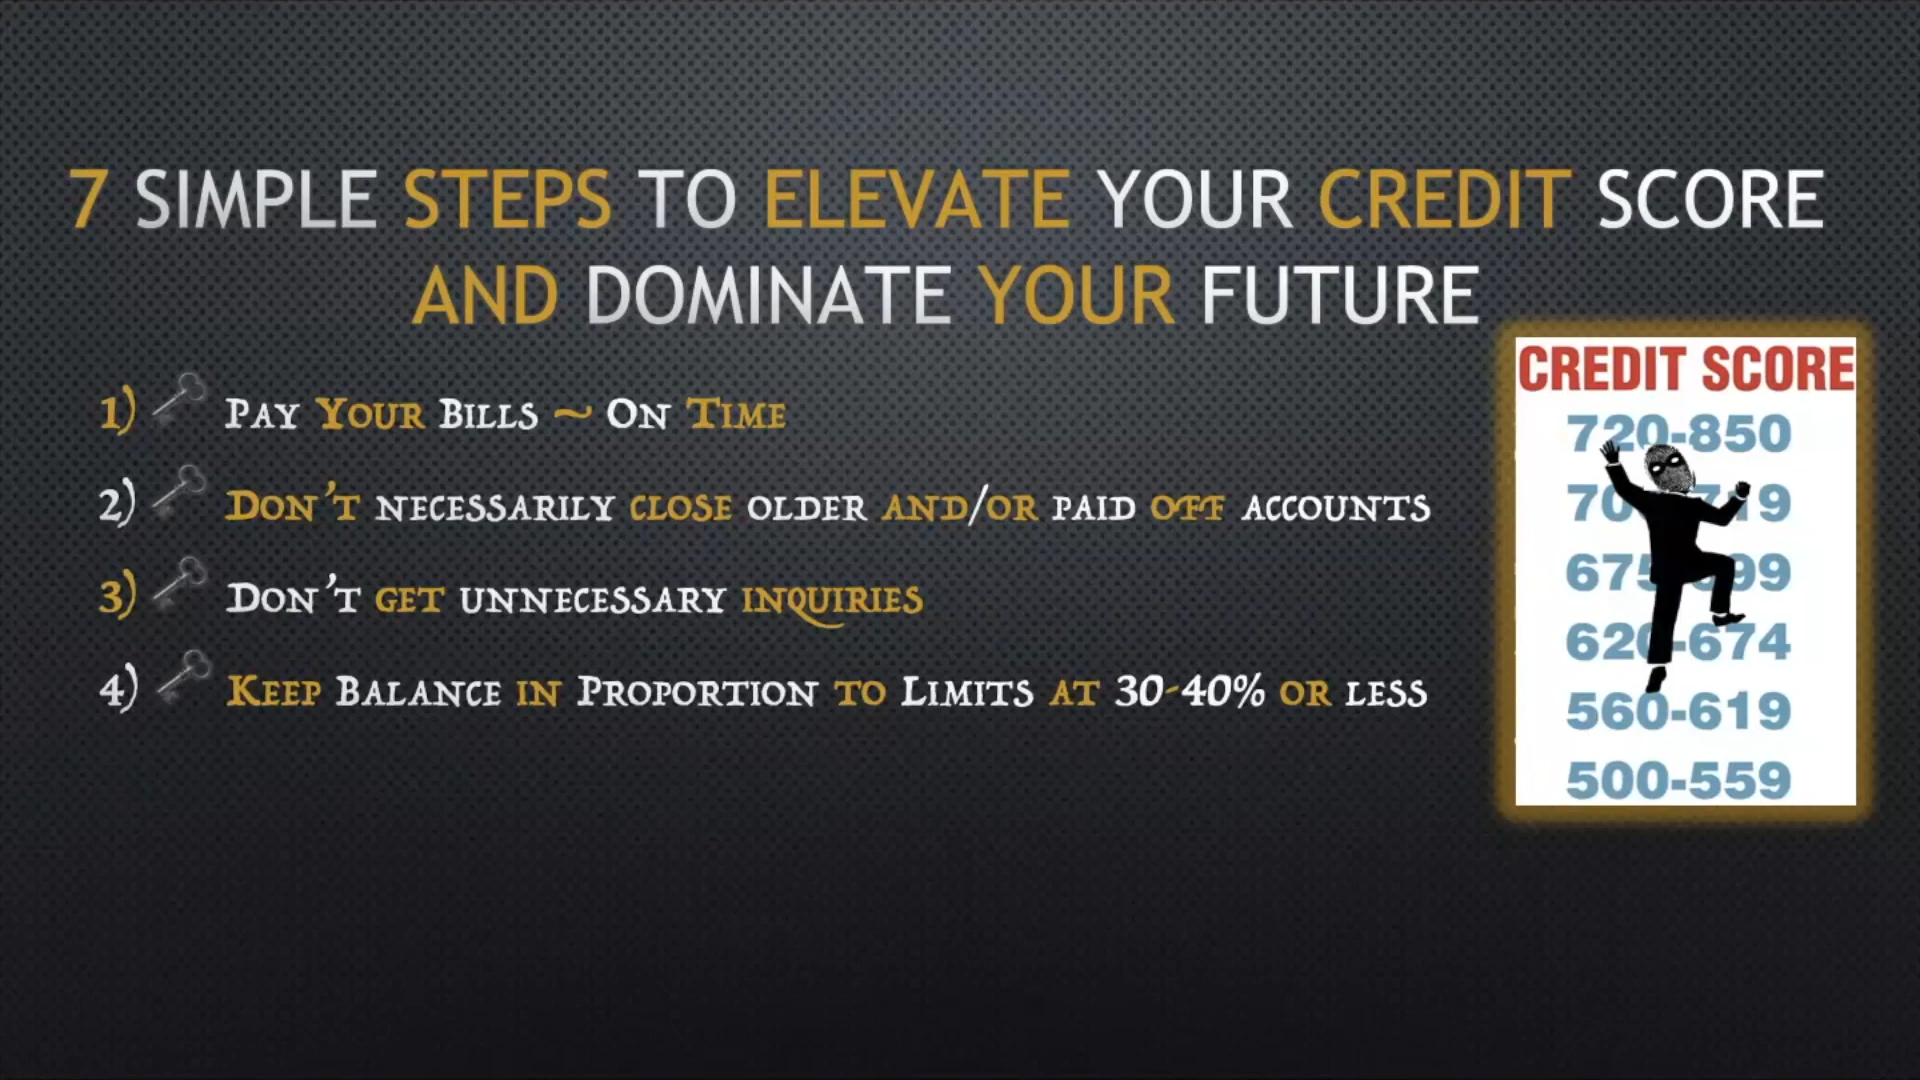 7 SIMPLE STEPS TO ELEVATE YOUR CREDIT SCORE
AND DOMINATE YOUR FUTURE
1) PAY YOUR BILLS ~ ON TIME
2) DON'T NECESSARILY CLOSE OLDER AND/OR PAID OFF ACCOUNTS
3) DON'T GET UNNECESSARY INQUIRIES
4) KEEP BALANCE IN PROPORTION TO LIMITS AT 30-40% OR LESS
CREDIT SCORE
720-850
620-674
560-619
500-559